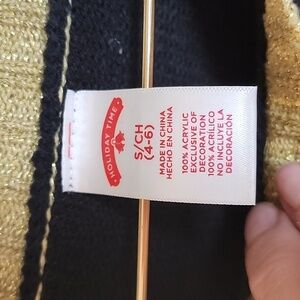 HOLIDAY TIME
S/CH
(4-6)
MADE IN CHINA
HECHO EN CHINA
100% ACRYLIC
EXCLUSIVE OF
DECORATION
100% ACRÍLICO
NO INCLUYE LA
DECORACIÓN